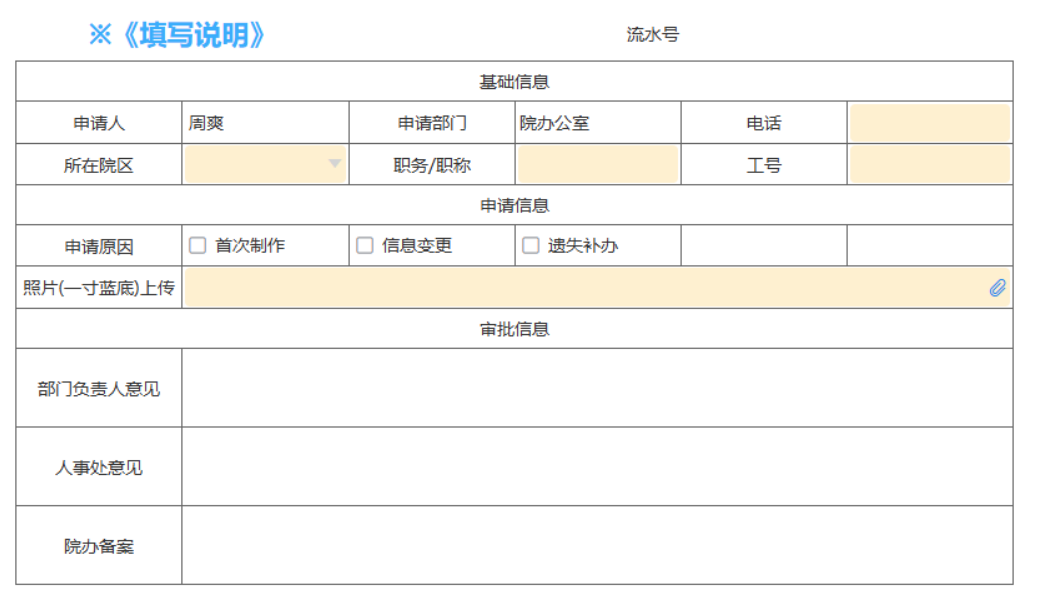 ※《填写说明》 流水号
基础信息
申请人 周爽 申请部门 院办公室 电话
所在院区 职务/职称 工号
申请信息
申请原因 首次制作 信息变更 遗失补办
照片(一寸蓝底)上传
审批信息
部门负责人意见
人事处意见
院办备案